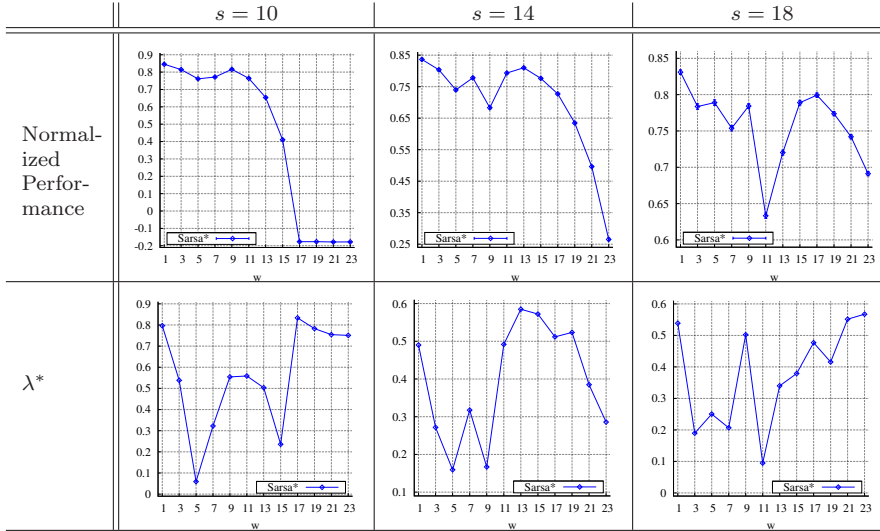 s = 10 s = 14 s = 18
Normal-
ized
Perfor-
mance
0.9
0.8
0.7
0.6
0.5
0.4
0.3
0.2
0.1
0
-0.1
-0.2
Sarsa*
1 3 5 7 9 11 13 15 17 19 21 23
w
0.85
0.75
0.65
0.55
0.45
0.35
0.25
Sarsa*
1 3 5 7 9 11 13 15 17 19 21 23
w
0.85
0.8
0.75
0.7
0.65
0.6
Sarsa*
1 3 5 7 9 11 13 15 17 19 21 23
w
λ*
0.9
0.8
0.7
0.6
0.5
0.4
0.3
0.2
0.1
0
Sarsa*
1 3 5 7 9 11 13 15 17 19 21 23
w
0.6
0.5
0.4
0.3
0.2
0.1
Sarsa*
1 3 5 7 9 11 13 15 17 19 21 23
w
0.6
0.5
0.4
0.3
0.2
0.1
0
Sarsa*
1 3 5 7 9 11 13 15 17 19 21 23
w